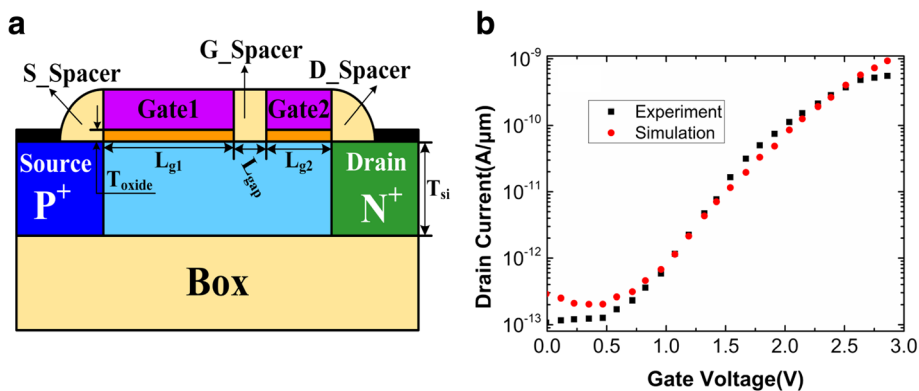 a
S_Spacer
G_Spacer
D_Spacer
Gate1
Gate2
Source
P+
Toxide
Lg1
Lgap
Lg2
Drain
N+
Tsi
Box
b
Drain Current(A/μm)
10-9
10-10
10-11
10-12
10-13
Experiment
Simulation
0.0 0.5 1.0 1.5 2.0 2.5 3.0
Gate Voltage(V)